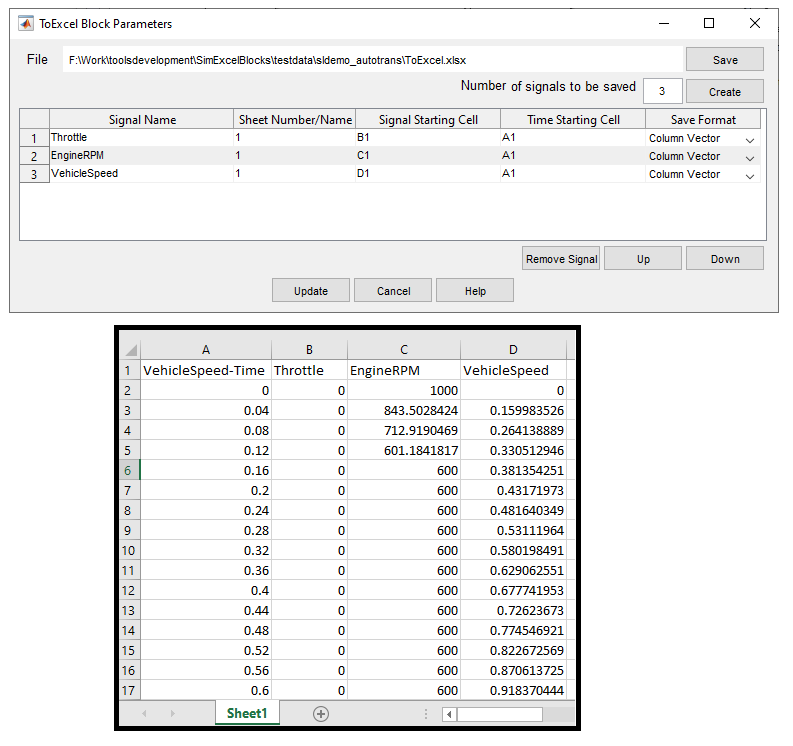 ToExcel Block Parameters
File F:\Work\toolsdevelopment\SimExcelBlocks\testdata\sldemo_autotrans\ToExcel.xlsx Save
Number of signals to be saved 3 Create
Signal Name Sheet Number/Name Signal Starting Cell Time Starting Cell Save Format
1 Throttle 1 B1 A1 Column Vector
2 EngineRPM 1 C1 A1 Column Vector
3 VehicleSpeed 1 D1 A1 Column Vector
Remove Signal Up Down
Update Cancel Help
A B C D
1 VehicleSpeed-Time Throttle EngineRPM VehicleSpeed
2 0 0 1000 0
3 0.04 0 843.5028424 0.159983526
4 0.08 0 712.9190469 0.264138889
5 0.12 0 601.1841817 0.330512946
6 0.16 0 600 0.381354251
7 0.2 0 600 0.43171973
8 0.24 0 600 0.481640349
9 0.28 0 600 0.53111964
10 0.32 0 600 0.580198491
11 0.36 0 600 0.629062551
12 0.4 0 600 0.677741953
13 0.44 0 600 0.72623673
14 0.48 0 600 0.774546921
15 0.52 0 600 0.822672569
16 0.56 0 600 0.870613725
17 0.6 0 600 0.918370444
Sheet1